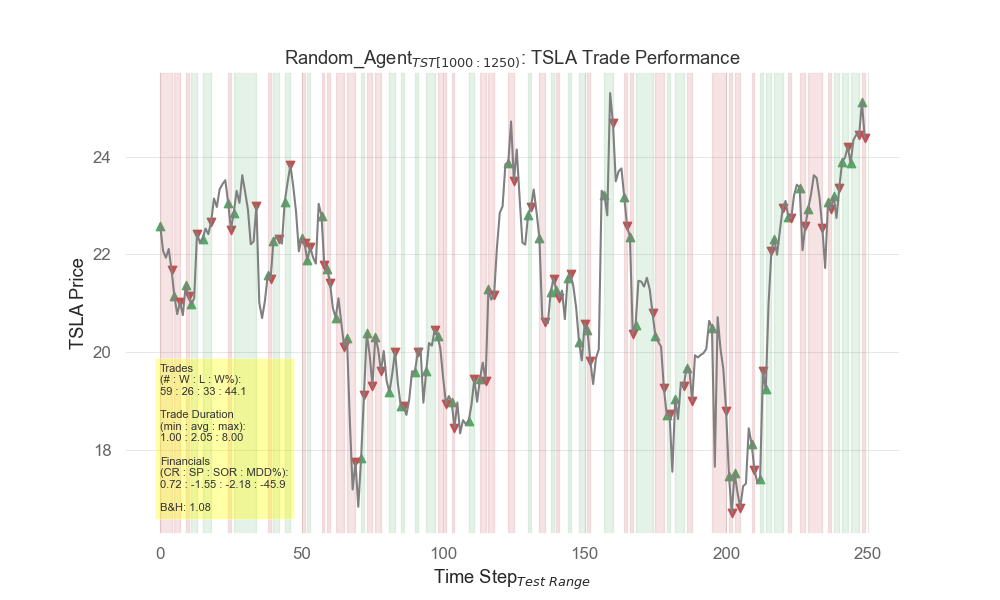 Random_Agent_TST[1000:1250): TSLA Trade Performance
TSLA Price
24
22
20
18
Trades
(# : W : L : W%):
59 : 26 : 33 : 44.1
Trade Duration
(min : avg : max):
1.00 : 2.05 : 8.00
Financials
(CR : SP : SOR : MDD%):
0.72 : -1.55 : -2.18 : -45.9
B&H: 1.08
0 50 100 150 200 250
Time Step_Test Range